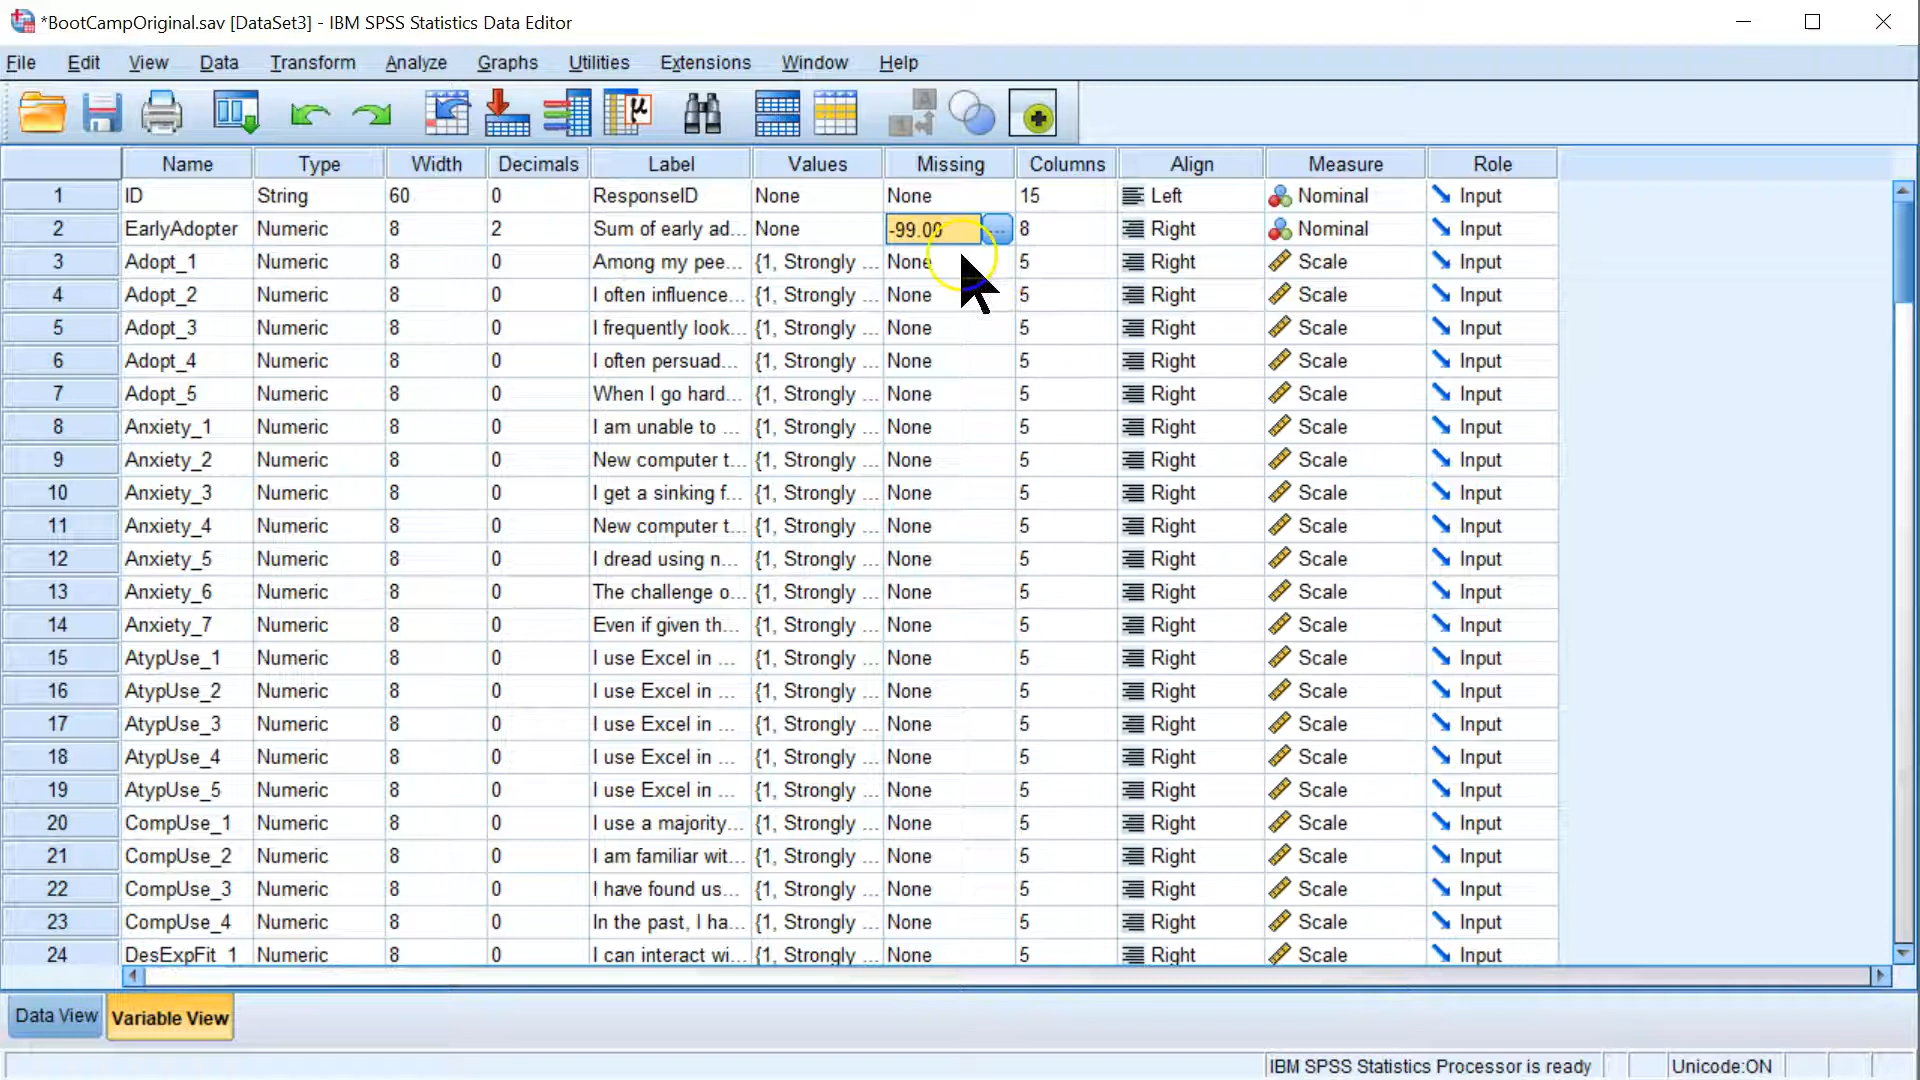 *BootCampOriginal.sav [DataSet3] - IBM SPSS Statistics Data Editor
File Edit View Data Transform Analyze Graphs Utilities Extensions Window Help
Name Type Width Decimals Label Values Missing Columns Align Measure Role
1 ID String 60 0 ResponseID None None 15 Left Nominal Input
2 EarlyAdopter Numeric 8 2 Sum of early ad... None -99.00 ... 8 Right Nominal Input
3 Adopt_1 Numeric 8 0 Among my pee... {1, Strongly ... None 5 Right Scale Input
4 Adopt_2 Numeric 8 0 I often influence... {1, Strongly ... None 5 Right Scale Input
5 Adopt_3 Numeric 8 0 I frequently look... {1, Strongly ... None 5 Right Scale Input
6 Adopt_4 Numeric 8 0 I often persuad... {1, Strongly ... None 5 Right Scale Input
7 Adopt_5 Numeric 8 0 When I go hard... {1, Strongly ... None 5 Right Scale Input
8 Anxiety_1 Numeric 8 0 I am unable to ... {1, Strongly ... None 5 Right Scale Input
9 Anxiety_2 Numeric 8 0 New computer t... {1, Strongly ... None 5 Right Scale Input
10 Anxiety_3 Numeric 8 0 I get a sinking f... {1, Strongly ... None 5 Right Scale Input
11 Anxiety_4 Numeric 8 0 New computer t... {1, Strongly ... None 5 Right Scale Input
12 Anxiety_5 Numeric 8 0 I dread using n... {1, Strongly ... None 5 Right Scale Input
13 Anxiety_6 Numeric 8 0 The challenge o... {1, Strongly ... None 5 Right Scale Input
14 Anxiety_7 Numeric 8 0 Even if given th... {1, Strongly ... None 5 Right Scale Input
15 AtypUse_1 Numeric 8 0 I use Excel in ... {1, Strongly ... None 5 Right Scale Input
16 AtypUse_2 Numeric 8 0 I use Excel in ... {1, Strongly ... None 5 Right Scale Input
17 AtypUse_3 Numeric 8 0 I use Excel in ... {1, Strongly ... None 5 Right Scale Input
18 AtypUse_4 Numeric 8 0 I use Excel in ... {1, Strongly ... None 5 Right Scale Input
19 AtypUse_5 Numeric 8 0 I use Excel in ... {1, Strongly ... None 5 Right Scale Input
20 CompUse_1 Numeric 8 0 I use a majority... {1, Strongly ... None 5 Right Scale Input
21 CompUse_2 Numeric 8 0 I am familiar wit... {1, Strongly ... None 5 Right Scale Input
22 CompUse_3 Numeric 8 0 I have found us... {1, Strongly ... None 5 Right Scale Input
23 CompUse_4 Numeric 8 0 In the past, I ha... {1, Strongly ... None 5 Right Scale Input
24 DesExpFit_1 Numeric 8 0 I can interact wi... {1, Strongly ... None 5 Right Scale Input
Data View Variable View
IBM SPSS Statistics Processor is ready Unicode:ON